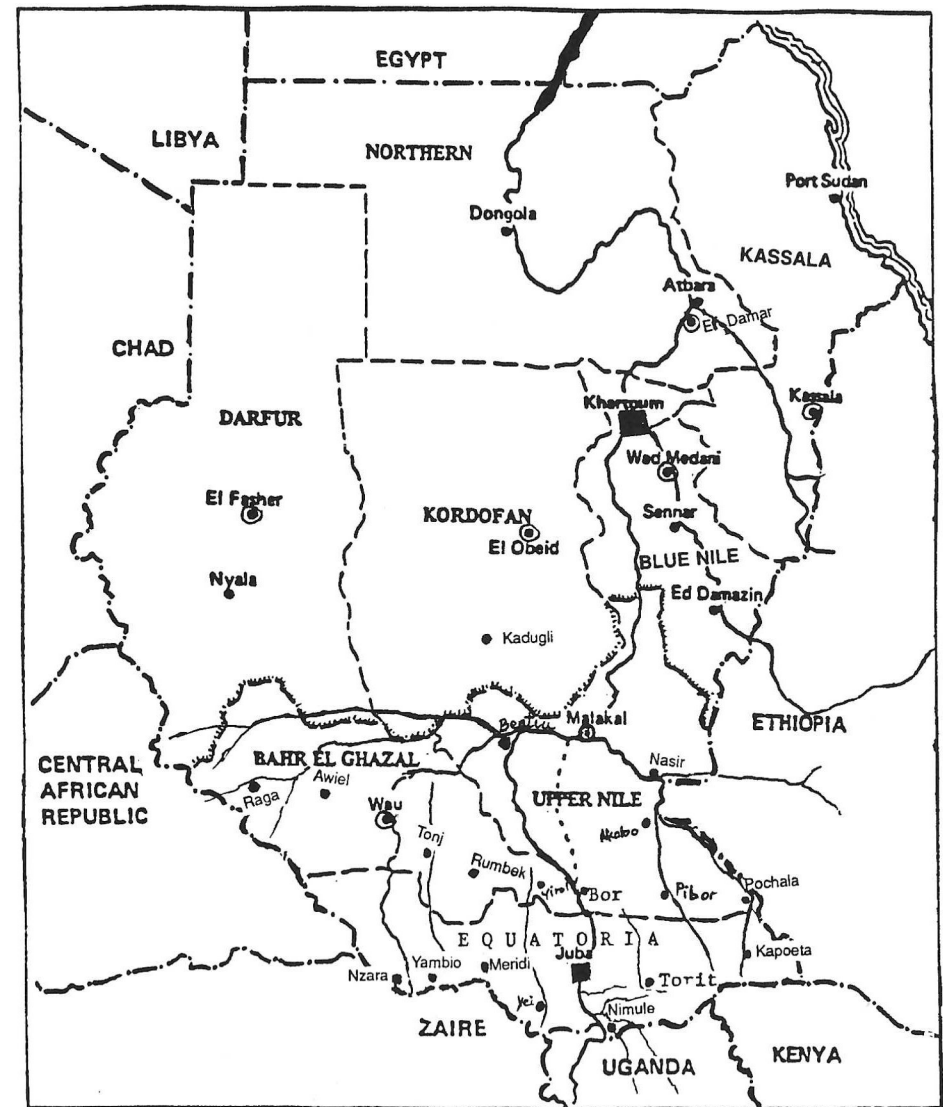 EGYPT
LIBYA
NORTHERN
Port Sudan
Dongola
KASSALA
Atbara
Ed Damar
CHAD
Kassala
Khartoum
DARFUR
Wad Medani
El Fasher
KORDOFAN
Sennar
El Obeid
BLUE NILE
Nyala
Ed Damazin
Kadugli
Malakal
ETHIOPIA
BAHR EL GHAZAL
Nasir
CENTRAL
AFRICAN
REPUBLIC
Raga
Awiel
UPPER NILE
Wau
Akobo
Tonj
Rumbek
Pochala
Yirol
Bor
Pibor
EQUATORIA
Juba
Kapoeta
Nzara
Yambio
Meridi
Torit
Yei
Nimule
ZAIRE
UGANDA
KENYA